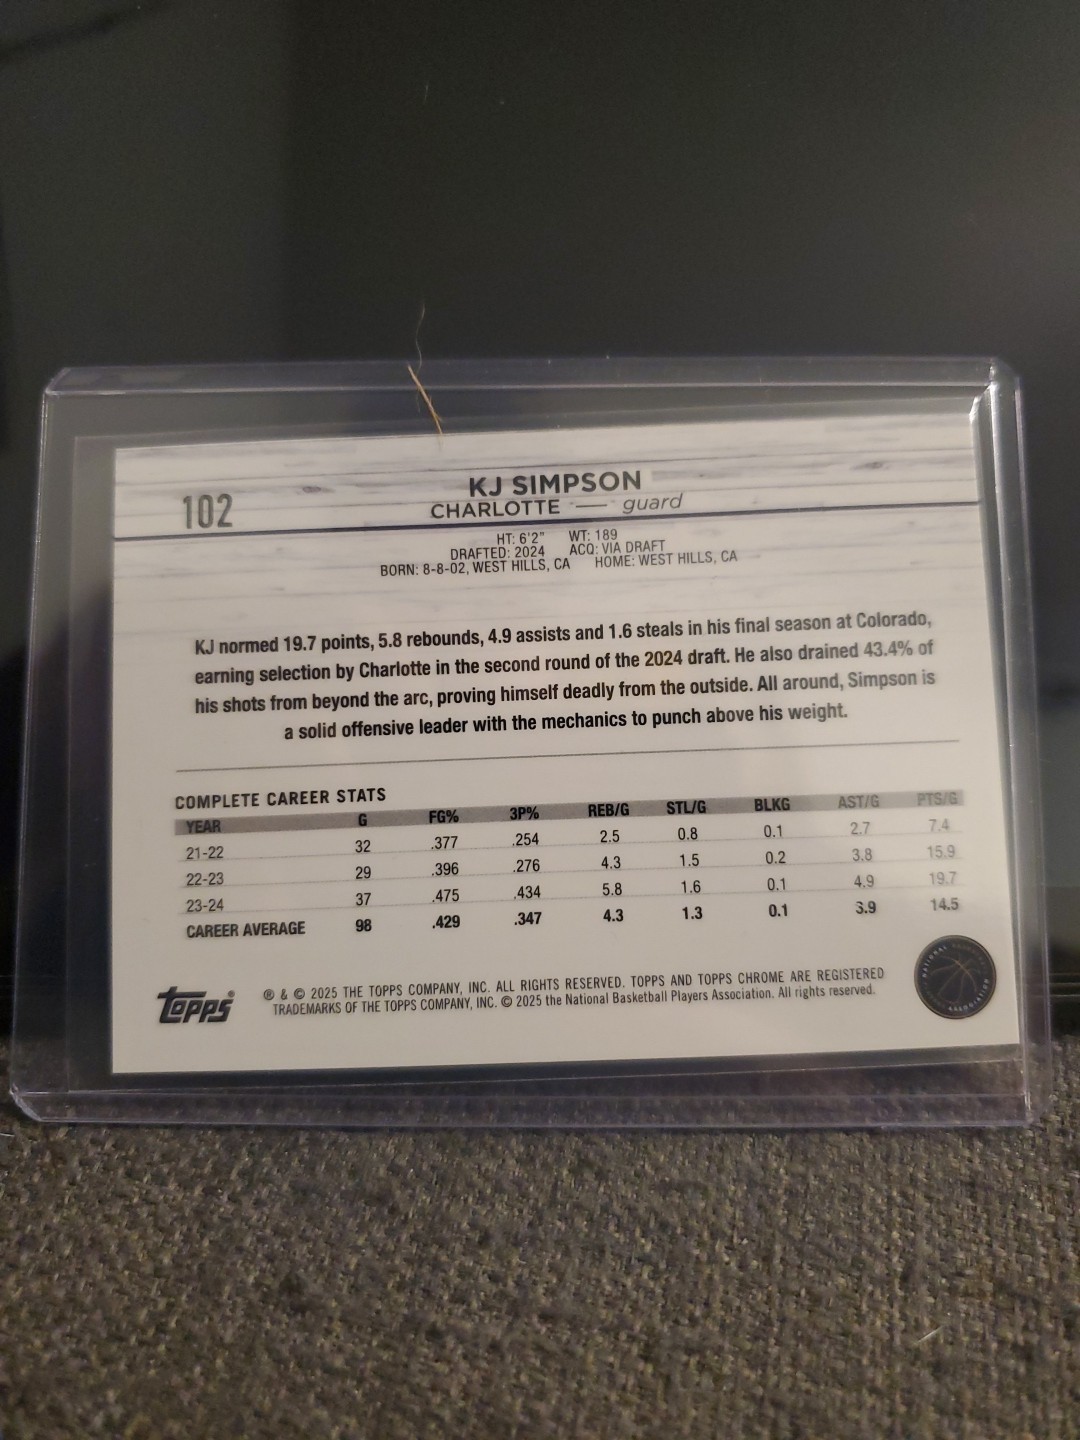 102
KJ SIMPSON
CHARLOTTE — guard
HT: 6'2" WT: 189
DRAFTED: 2024 ACQ: VIA DRAFT
BORN: 8-8-02, WEST HILLS, CA HOME: WEST HILLS, CA
KJ normed 19.7 points, 5.8 rebounds, 4.9 assists and 1.6 steals in his final season at Colorado,
earning selection by Charlotte in the second round of the 2024 draft. He also drained 43.4% of
his shots from beyond the arc, proving himself deadly from the outside. All around, Simpson is
a solid offensive leader with the mechanics to punch above his weight.
COMPLETE CAREER STATS
YEAR G FG% 3P% REB/G STL/G BLKG AST/G PTS/G
21-22 32 .377 .254 2.5 0.8 0.1 2.7 7.4
22-23 29 .396 .276 4.3 1.5 0.2 3.8 15.9
23-24 37 .475 .434 5.8 1.6 0.1 4.9 19.7
CAREER AVERAGE 98 .429 .347 4.3 1.3 0.1 3.9 14.5
Topps®
® & © 2025 THE TOPPS COMPANY, INC. ALL RIGHTS RESERVED. TOPPS AND TOPPS CHROME ARE REGISTERED
TRADEMARKS OF THE TOPPS COMPANY, INC. © 2025 the National Basketball Players Association. All rights reserved.